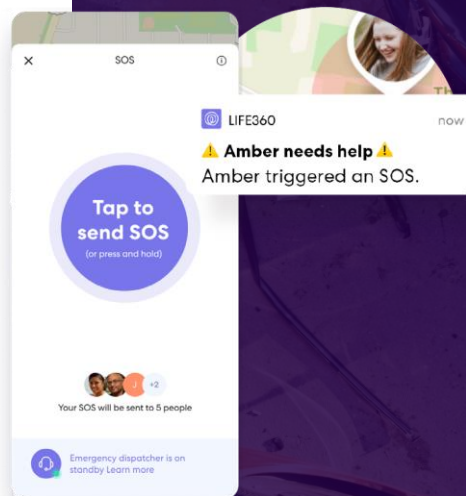 SOS
LIFE360
now
⚠️ Amber needs help ⚠️
Amber triggered an SOS.
Tap to
send SOS
(or press and hold)
J
+2
Your SOS will be sent to 5 people
Emergency dispatcher is on
standby Learn more